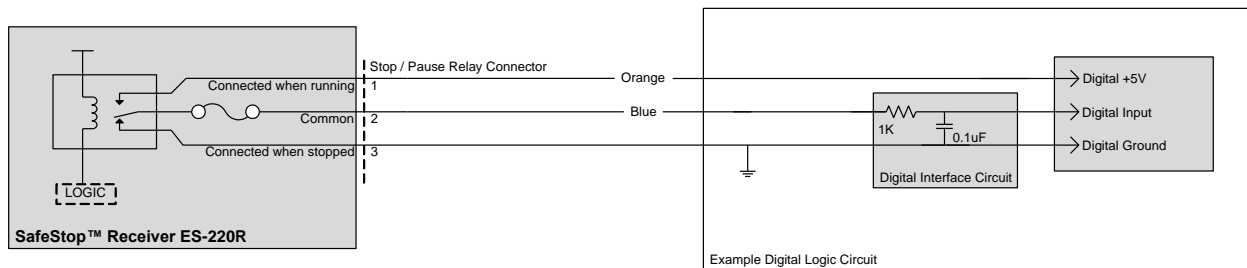 Stop / Pause Relay Connector
Connected when running
1
Orange
Digital +5V
Common
2
Blue
1K
0.1uF
Digital Input
Connected when stopped
3
Digital Ground
Digital Interface Circuit
LOGIC
SafeStop™ Receiver ES-220R
Example Digital Logic Circuit